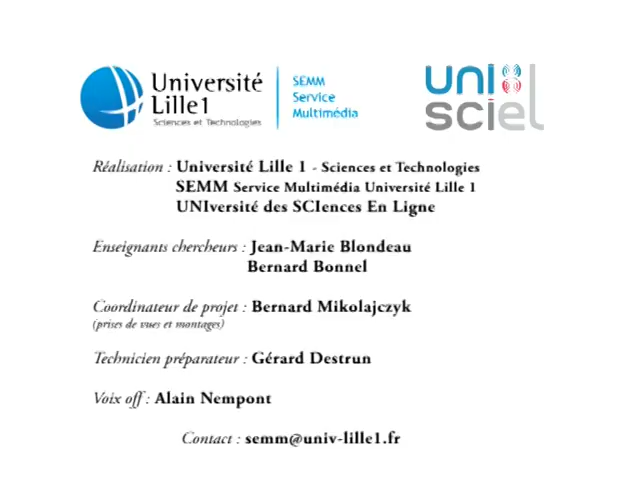 Université
Lille1
Sciences et Technologies
SEMM
Service
Multimédia
uni
sciel
Réalisation : Université Lille 1 - Sciences et Technologies
SEMM Service Multimédia Université Lille 1
UNIversité des SCIences En Ligne
Enseignants chercheurs : Jean-Marie Blondeau
Bernard Bonnel
Coordinateur de projet : Bernard Mikolajczyk
(prises de vues et montages)
Technicien préparateur : Gérard Destrun
Voix off : Alain Nempont
Contact : semm@univ-lille1.fr